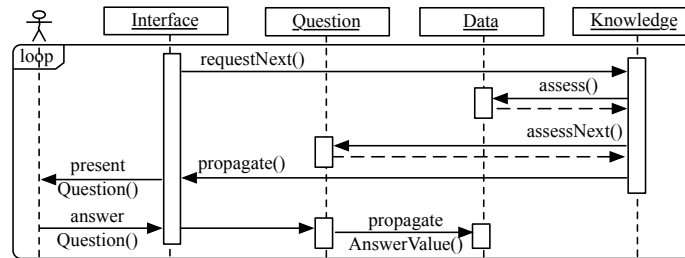 Interface
Question
Data
Knowledge
loop
requestNext()
assess()
assessNext()
propagate()
present
Question()
answer
Question()
propagate
AnswerValue()